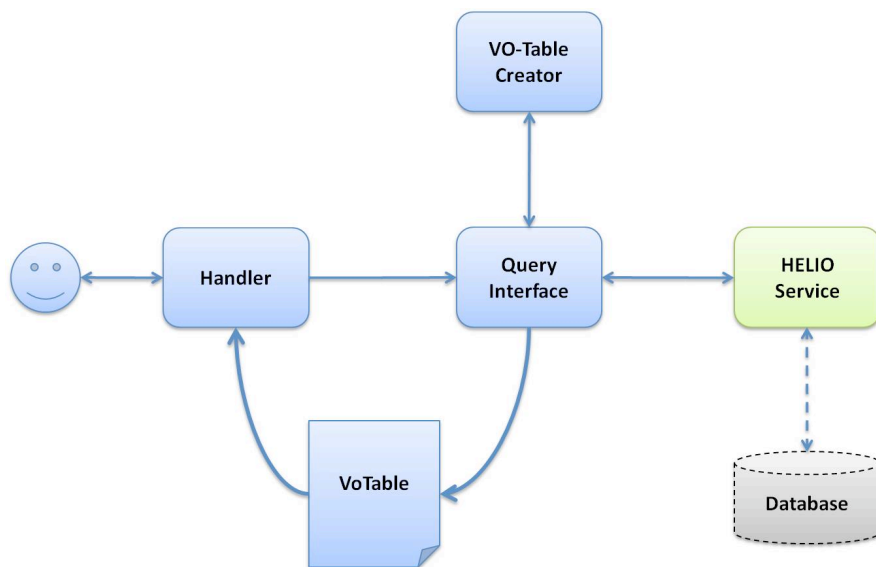 VO-Table
Creator
Handler
Query
Interface
HELIO
Service
VoTable
Database